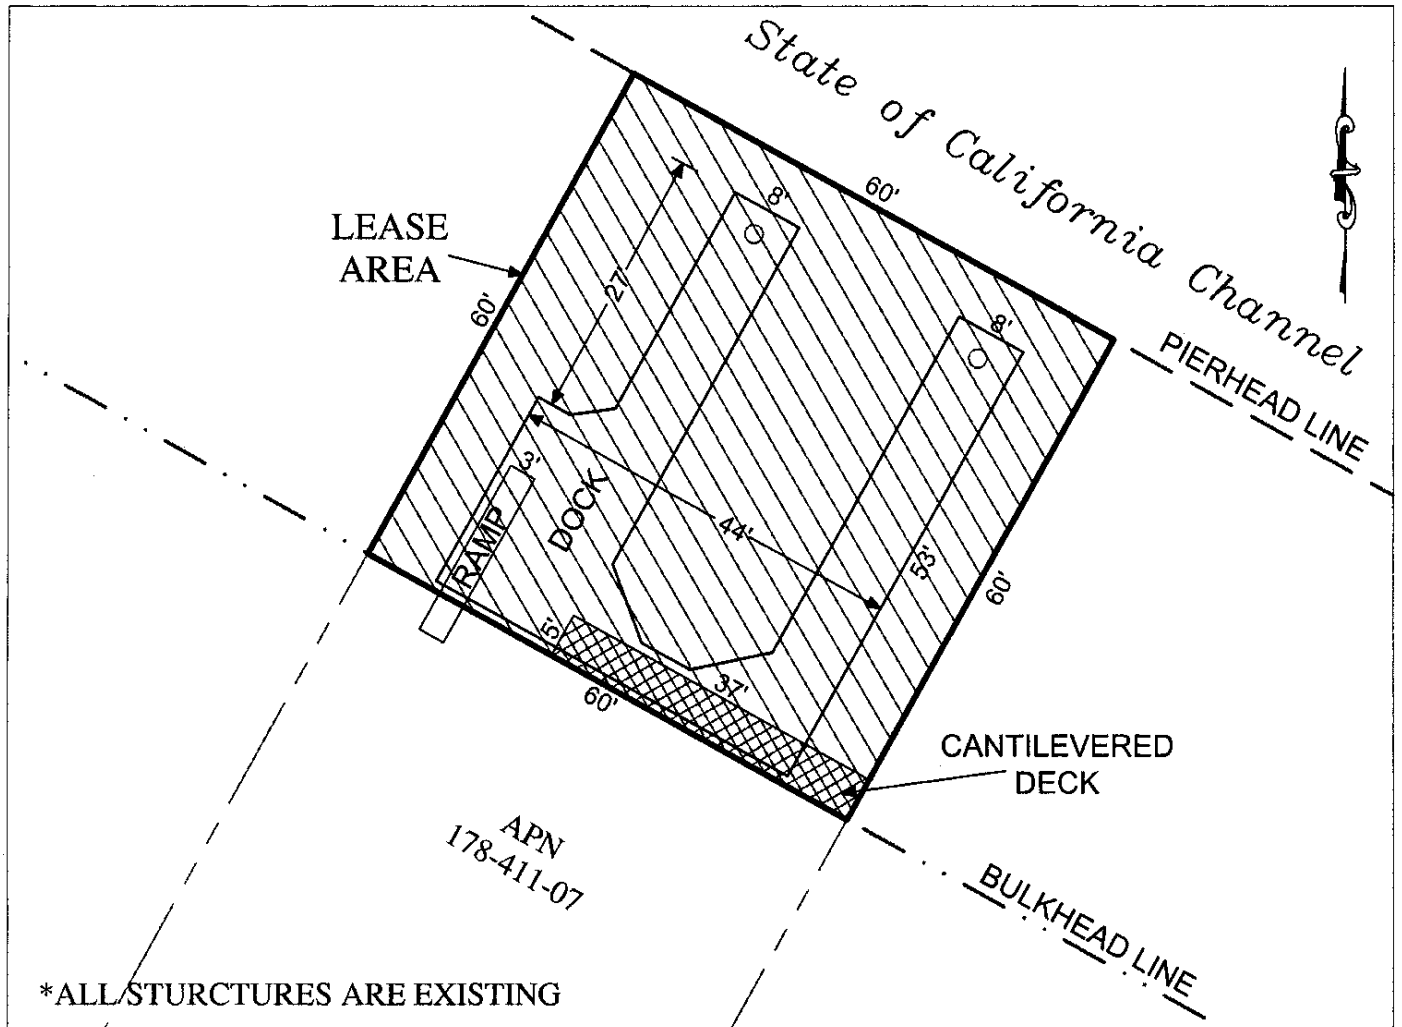 State of California Channel
60'
8'
LEASE
AREA
27'
60'
8'
PIERHEAD LINE
3'
DOCK
RAMP
44'
53'
60'
5'
37'
60'
CANTILEVERED
DECK
APN
178-411-07
BULKHEAD LINE
*ALL STURCTURES ARE EXISTING